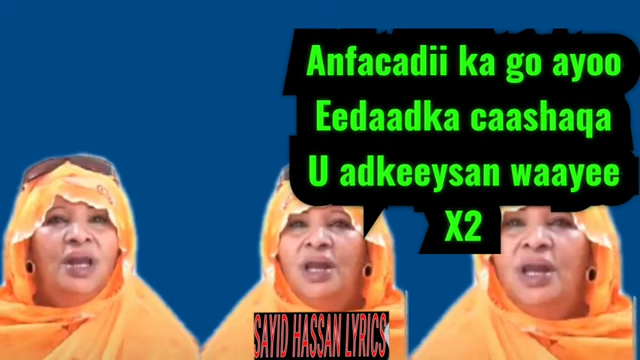 Anfacadii ka go ayoo
Eedaadka caashaqa
U adkeeysan waayee
X2
SAYID HASSAN LYRICS